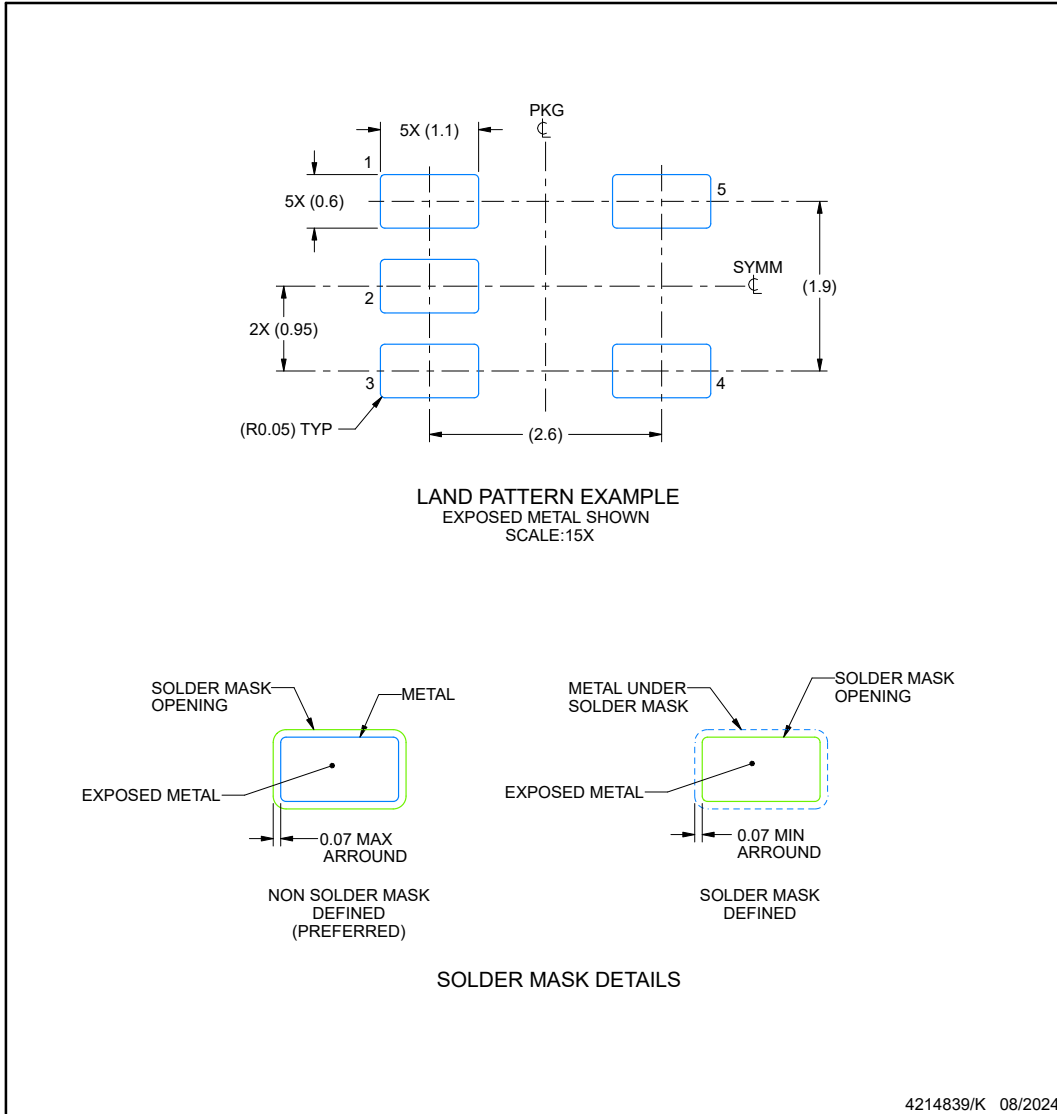 PKG
℄
5X (1.1)
1
5
5X (0.6)
SYMM
℄
(1.9)
2
2X (0.95)
3
4
(R0.05) TYP
(2.6)
LAND PATTERN EXAMPLE
EXPOSED METAL SHOWN
SCALE:15X
SOLDER MASK
OPENING
METAL
EXPOSED METAL
0.07 MAX
ARROUND
NON SOLDER MASK
DEFINED
(PREFERRED)
METAL UNDER
SOLDER MASK
SOLDER MASK
OPENING
EXPOSED METAL
0.07 MIN
ARROUND
SOLDER MASK
DEFINED
SOLDER MASK DETAILS
4214839/K 08/2024